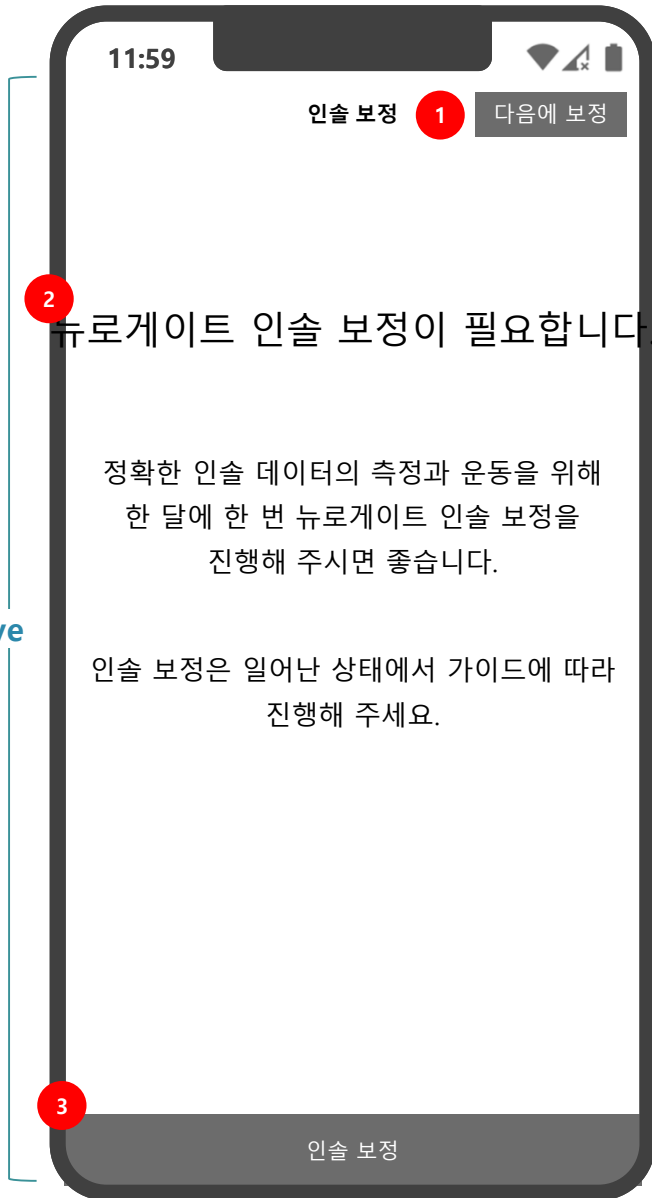 11:59
인솔 보정
1
다음에 보정
2
뉴로게이트 인솔 보정이 필요합니다.
정확한 인솔 데이터의 측정과 운동을 위해
한 달에 한 번 뉴로게이트 인솔 보정을
진행해 주시면 좋습니다.
인솔 보정은 일어난 상태에서 가이드에 따라
진행해 주세요.
3
인솔 보정